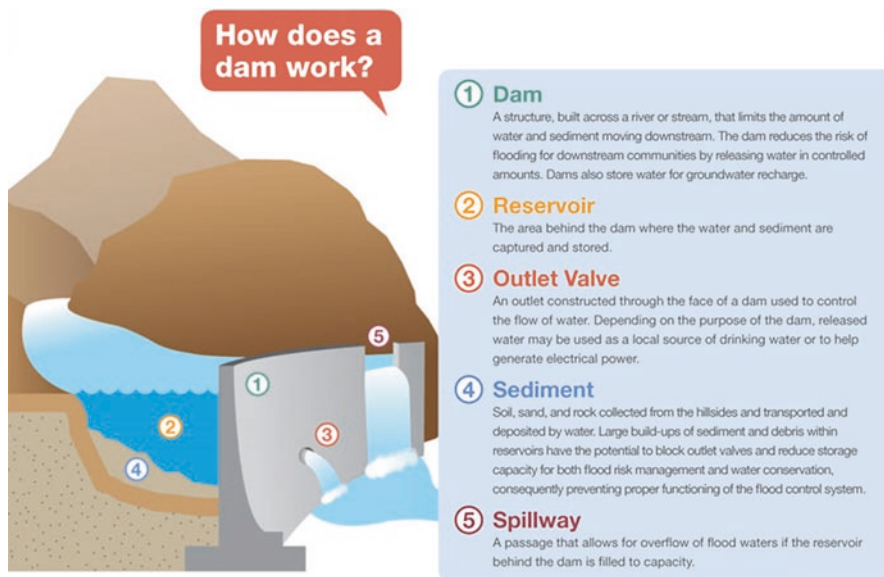 How does a
dam work?
1 Dam
A structure, built across a river or stream, that limits the amount of
water and sediment moving downstream. The dam reduces the risk of
flooding for downstream communities by releasing water in controlled
amounts. Dams also store water for groundwater recharge.
2 Reservoir
The area behind the dam where the water and sediment are
captured and stored.
3 Outlet Valve
An outlet constructed through the face of a dam used to control
the flow of water. Depending on the purpose of the dam, released
water may be used as a local source of drinking water or to help
generate electrical power.
4 Sediment
Soil, sand, and rock collected from the hillsides and transported and
deposited by water. Large build-ups of sediment and debris within
reservoirs have the potential to block outlet valves and reduce storage
capacity for both flood risk management and water conservation,
consequently preventing proper functioning of the flood control system.
5 Spillway
A passage that allows for overflow of flood waters if the reservoir
behind the dam is filled to capacity.
5
1
2
3
4